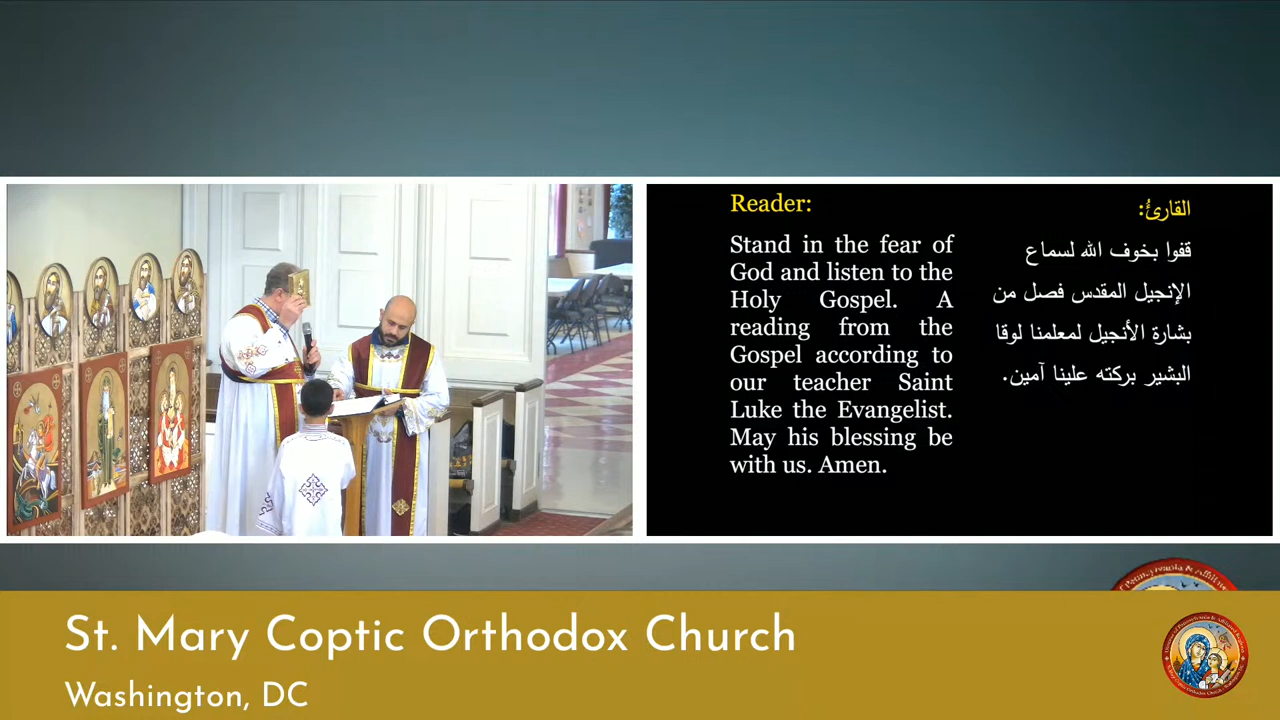 Reader:
Stand in the fear of
God and listen to the
Holy Gospel. A
reading from the
Gospel according to
our teacher Saint
Luke the Evangelist.
May his blessing be
with us. Amen.
القارئُ:
قفوا بخوف الله لسماع
الإنجيل المقدس فصل من
بشارة الأنجيل لمعلمنا لوقا
البشير بركته علينا آمين.
St. Mary Coptic Orthodox Church
Washington, DC